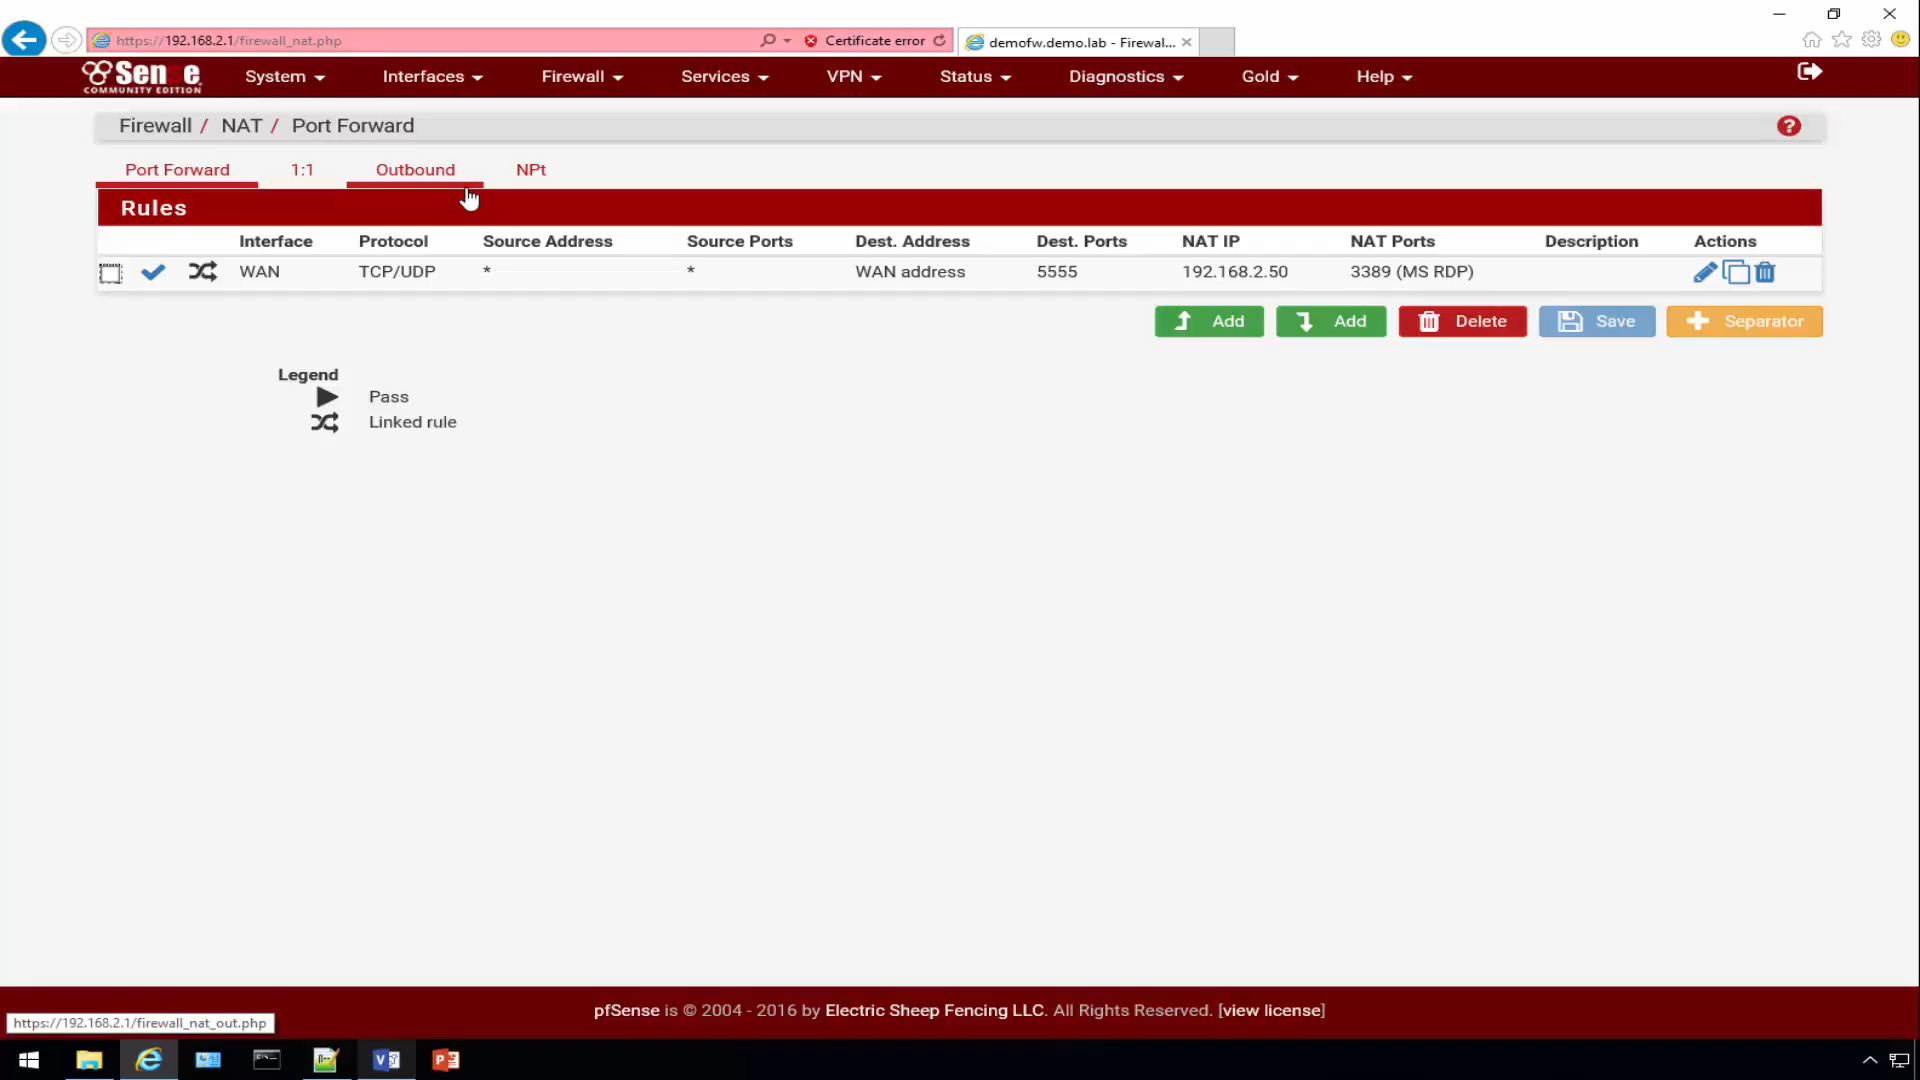 https://192.168.2.1/firewall_nat.php
Certificate error
demofw.demo.lab - Firewal...
Sense
COMMUNITY EDITION
System
Interfaces
Firewall
Services
VPN
Status
Diagnostics
Gold
Help
Firewall / NAT / Port Forward
Port Forward
1:1
Outbound
NPt
Rules
Interface
Protocol
Source Address
Source Ports
Dest. Address
Dest. Ports
NAT IP
NAT Ports
Description
Actions
WAN
TCP/UDP
*
*
WAN address
5555
192.168.2.50
3389 (MS RDP)
Add
Add
Delete
Save
Separator
Legend
Pass
Linked rule
pfSense is © 2004 - 2016 by Electric Sheep Fencing LLC. All Rights Reserved. [view license]
https://192.168.2.1/firewall_nat_out.php